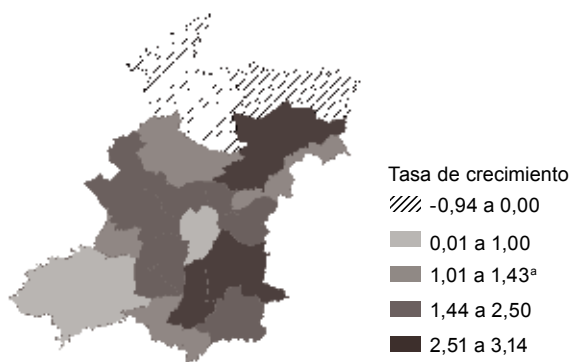 Tasa de crecimiento
-0,94 a 0,00
0,01 a 1,00
1,01 a 1,43ª
1,44 a 2,50
2,51 a 3,14